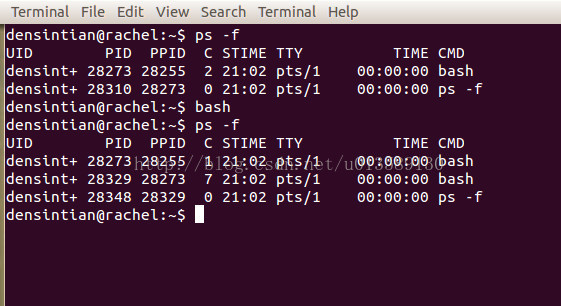 Terminal File Edit View Search Terminal Help
densintian@rachel:~$ ps -f
UID        PID  PPID  C STIME TTY          TIME CMD
densint+ 28273 28255  2 21:02 pts/1    00:00:00 bash
densint+ 28310 28273  0 21:02 pts/1    00:00:00 ps -f
densintian@rachel:~$ bash
densintian@rachel:~$ ps -f
UID        PID  PPID  C STIME TTY          TIME CMD
densint+ 28273 28255  1 21:02 pts/1    00:00:00 bash
densint+ 28329 28273  7 21:02 pts/1    00:00:00 bash
densint+ 28348 28329  0 21:02 pts/1    00:00:00 ps -f
densintian@rachel:~$